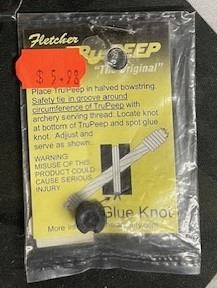 Fletcher
RUPEEP
"The Original"
$5.99
Place TruPeep in halved bowstring.
Safety tie in groove around
circumference of TruPeep with
archery serving thread. Locate knot
at bottom of TruPeep and spot glue
knot. Adjust and
serve as shown.
WARNING
MISUSE OF THIS
PRODUCT COULD
CAUSE SERIOUS
INJURY
Glue Knot
More